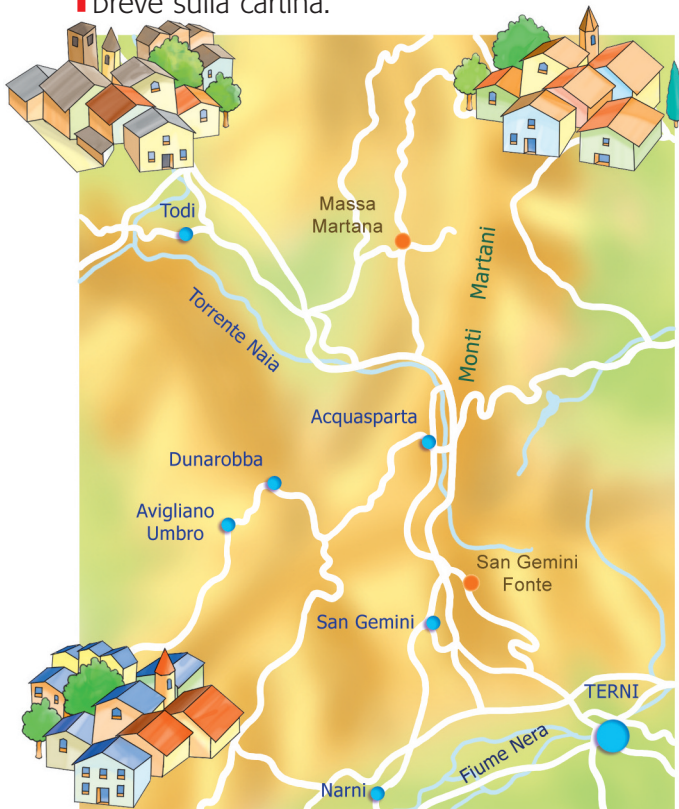 breve sulla cartina.
Massa
Martana
Todi
Monti Martani
Torrente Naia
Acquasparta
Dunarobba
Avigliano
Umbro
San Gemini
Fonte
San Gemini
TERNI
Fiume Nera
Narni